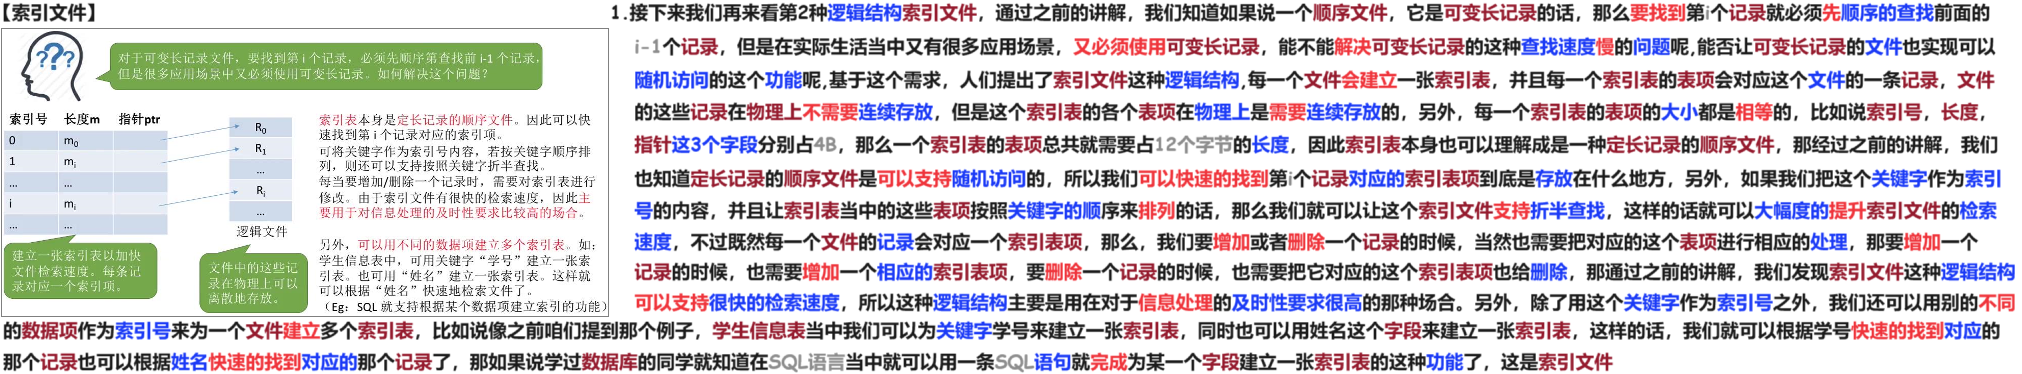 【索引文件】
对于可变长记录文件，要找到第 i 个记录，必须先顺序第查找前 i-1 个记录，
但是很多应用场景中又必须使用可变长记录。如何解决这个问题？
索引号 长度m 指针ptr
0 m0
1 mi
... ...
i mi
... ...
R0
R1
...
Ri
...
逻辑文件
建立一张索引表以加快
文件检索速度。每条记
录对应一个索引项。
文件中的这些记
录在物理上可以
离散地存放。
索引表本身是定长记录的顺序文件。因此可以快
速找到第 i 个记录对应的索引项。
可将关键字作为索引号内容，若按关键字顺序排
列，则还可以支持按照关键字折半查找。
每当要增加/删除一个记录时，需要对索引表进行
修改。由于索引文件有很快的检索速度，因此主
要用于对信息处理的及时性要求比较高的场合。
另外，可以用不同的数据项建立多个索引表。如：
学生信息表中，可用关键字“学号”建立一张索
引表。也可用“姓名”建立一张索引表。这样就
可以根据“姓名”快速地检索文件了。
（Eg：SQL 就支持根据某个数据项建立索引的功能）
1.接下来我们再来看第2种逻辑结构索引文件，通过之前的讲解，我们知道如果说一个顺序文件，它是可变长记录的话，那么要找到第i个记录就必须先顺序的查找前面的
i-1个记录，但是在实际生活当中又有很多应用场景，又必须使用可变长记录，能不能解决可变长记录的这种查找速度慢的问题呢,能否让可变长记录的文件也实现可以
随机访问的这个功能呢,基于这个需求，人们提出了索引文件这种逻辑结构,每一个文件会建立一张索引表，并且每一个索引表的表项会对应这个文件的一条记录，文件
的这些记录在物理上不需要连续存放，但是这个索引表的各个表项在物理上是需要连续存放的，另外，每一个索引表的表项的大小都是相等的，比如说索引号，长度，
指针这3个字段分别占4B，那么一个索引表的表项总共就需要占12个字节的长度，因此索引表本身也可以理解成是一种定长记录的顺序文件，那经过之前的讲解，我们
也知道定长记录的顺序文件是可以支持随机访问的，所以我们可以快速的找到第i个记录对应的索引表项到底是存放在什么地方，另外，如果我们把这个关键字作为索引
号的内容，并且让索引表当中的这些表项按照关键字的顺序来排列的话，那么我们就可以让这个索引文件支持折半查找，这样的话就可以大幅度的提升索引文件的检索
速度，不过既然每一个文件的记录会对应一个索引表项，那么，我们要增加或者删除一个记录的时候，当然也需要把对应的这个表项进行相应的处理，那要增加一个
记录的时候，也需要增加一个相应的索引表项，要删除一个记录的时候，也需要把它对应的这个索引表项也给删除，那通过之前的讲解，我们发现索引文件这种逻辑结构
可以支持很快的检索速度，所以这种逻辑结构主要是用在对于信息处理的及时性要求很高的那种场合。另外，除了用这个关键字作为索引号之外，我们还可以用别的不同
的数据项作为索引号来为一个文件建立多个索引表，比如说像之前咱们提到那个例子，学生信息表当中我们可以为关键字学号来建立一张索引表，同时也可以用姓名这个字段来建立一张索引表，这样的话，我们就可以根据学号快速的找到对应的
那个记录也可以根据姓名快速的找到对应的那个记录了，那如果说学过数据库的同学就知道在SQL语言当中就可以用一条SQL语句就完成为某一个字段建立一张索引表的这种功能了，这是索引文件